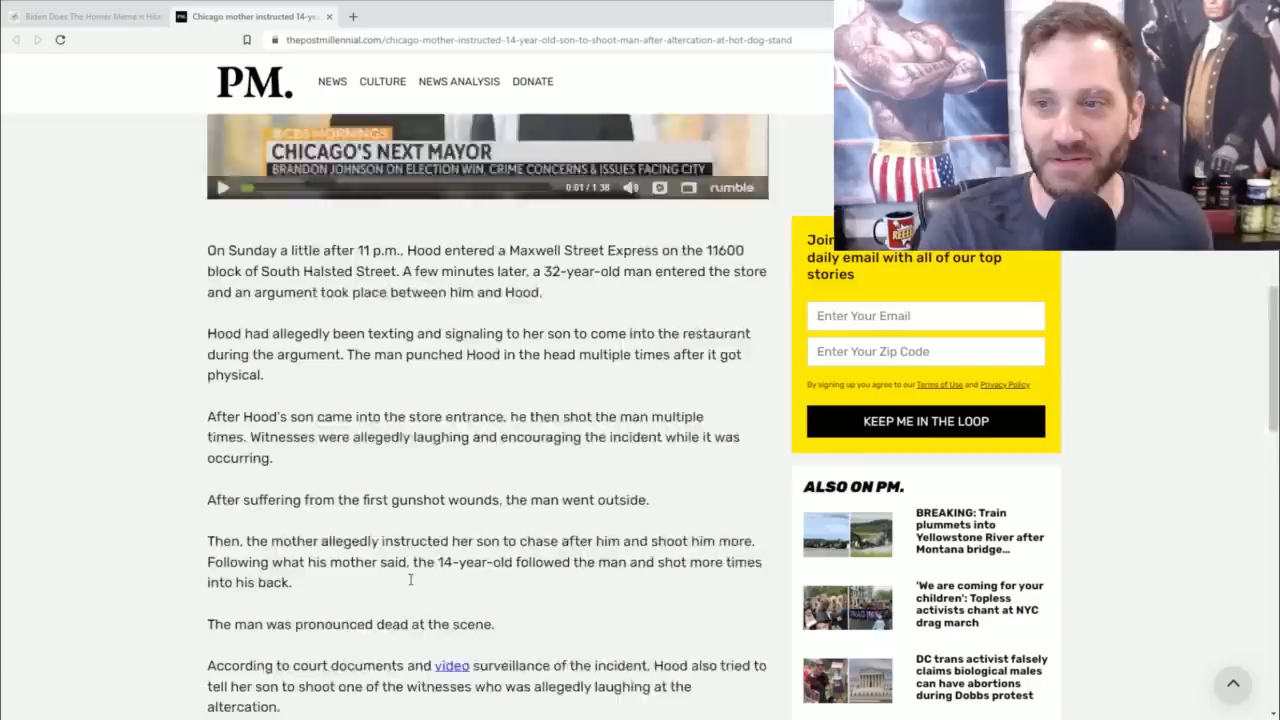 Biden Does The Homer Meme n Hila
PM. Chicago mother instructed 14-ye
thepostmillennial.com/chicago-mother-instructed-14-year-old-son-to-shoot-man-after-altercation-at-hot-dog-stand
PM. NEWS CULTURE NEWS ANALYSIS DONATE
CBS MORNINGS
CHICAGO'S NEXT MAYOR
BRANDON JOHNSON ON ELECTION WIN, CRIME CONCERNS & ISSUES FACING CITY
0:01 / 1:38 rumble
On Sunday a little after 11 p.m., Hood entered a Maxwell Street Express on the 11600
block of South Halsted Street. A few minutes later, a 32-year-old man entered the store
and an argument took place between him and Hood.
Hood had allegedly been texting and signaling to her son to come into the restaurant
during the argument. The man punched Hood in the head multiple times after it got
physical.
After Hood's son came into the store entrance, he then shot the man multiple
times. Witnesses were allegedly laughing and encouraging the incident while it was
occurring.
After suffering from the first gunshot wounds, the man went outside.
Then, the mother allegedly instructed her son to chase after him and shoot him more.
Following what his mother said, the 14-year-old followed the man and shot more times
into his back.
The man was pronounced dead at the scene.
According to court documents and video surveillance of the incident, Hood also tried to
tell her son to shoot one of the witnesses who was allegedly laughing at the
altercation.
REEE!
Join
daily email with all of our top
stories
Enter Your Email
Enter Your Zip Code
By signing up you agree to our Terms of Use and Privacy Policy
KEEP ME IN THE LOOP
ALSO ON PM.
BREAKING: Train
plummets into
Yellowstone River after
Montana bridge...
'We are coming for your
children': Topless
activists chant at NYC
drag march
DC trans activist falsely
claims biological males
can have abortions
during Dobbs protest